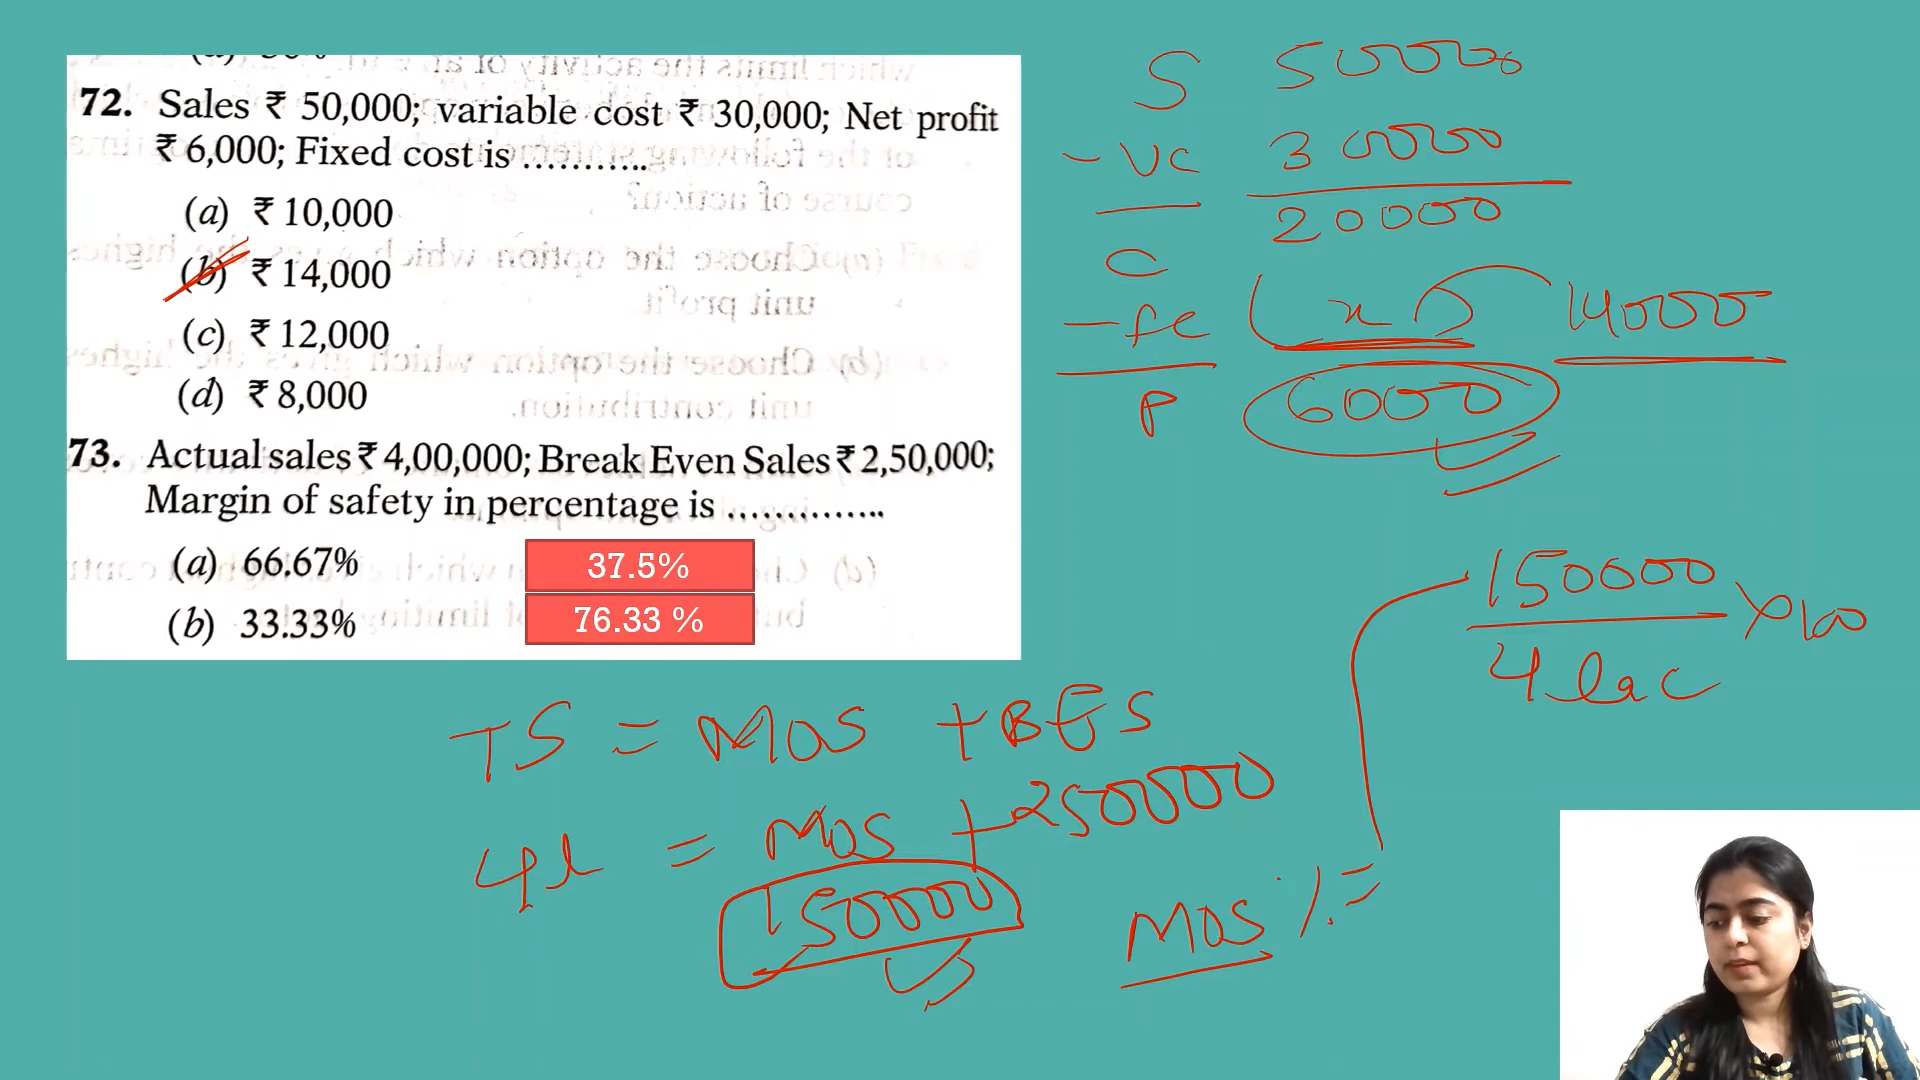 72. Sales ₹ 50,000; variable cost ₹ 30,000; Net profit
₹ 6,000; Fixed cost is ............
(a) ₹ 10,000
(b) ₹ 14,000
(c) ₹ 12,000
(d) ₹ 8,000
73. Actual sales ₹ 4,00,000; Break Even Sales ₹ 2,50,000;
Margin of safety in percentage is ..............
(a) 66.67%
37.5%
(b) 33.33%
76.33 %
S 50000
- VC 30000
20000
C
- fc (x) 14000
P 6000
TS = MOS + BES
4l = MOS + 250000
150000
MOS % =
150000
4 lac
×100